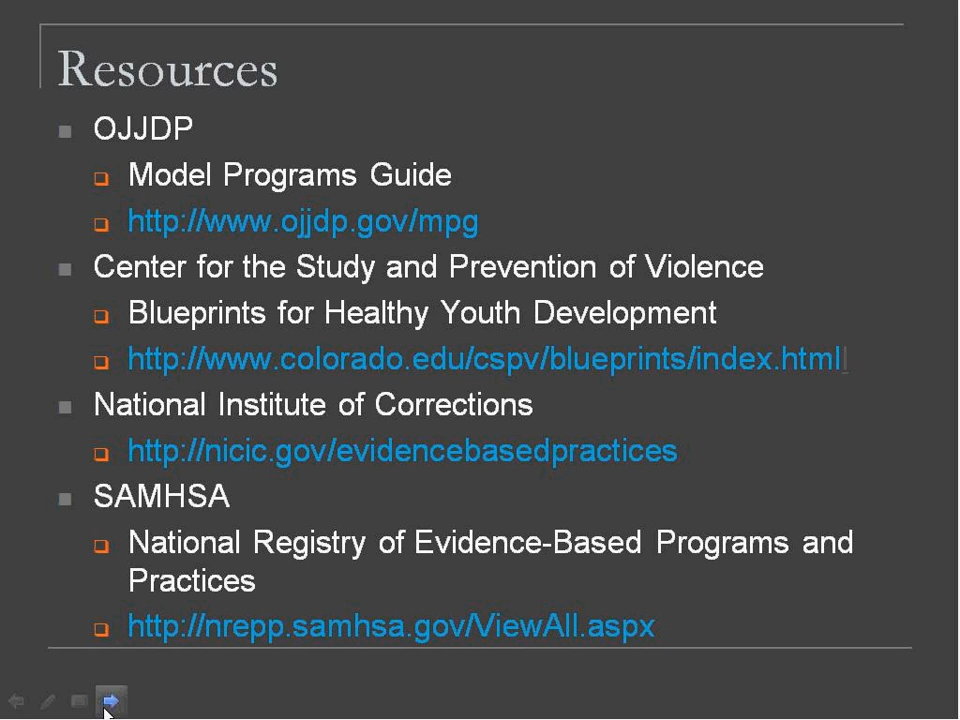 Resources
OJJDP
Model Programs Guide
http://www.ojjdp.gov/mpg
Center for the Study and Prevention of Violence
Blueprints for Healthy Youth Development
http://www.colorado.edu/cspv/blueprints/index.htmll
National Institute of Corrections
http://nicic.gov/evidencebasedpractices
SAMHSA
National Registry of Evidence-Based Programs and
Practices
http://nrepp.samhsa.gov/ViewAll.aspx